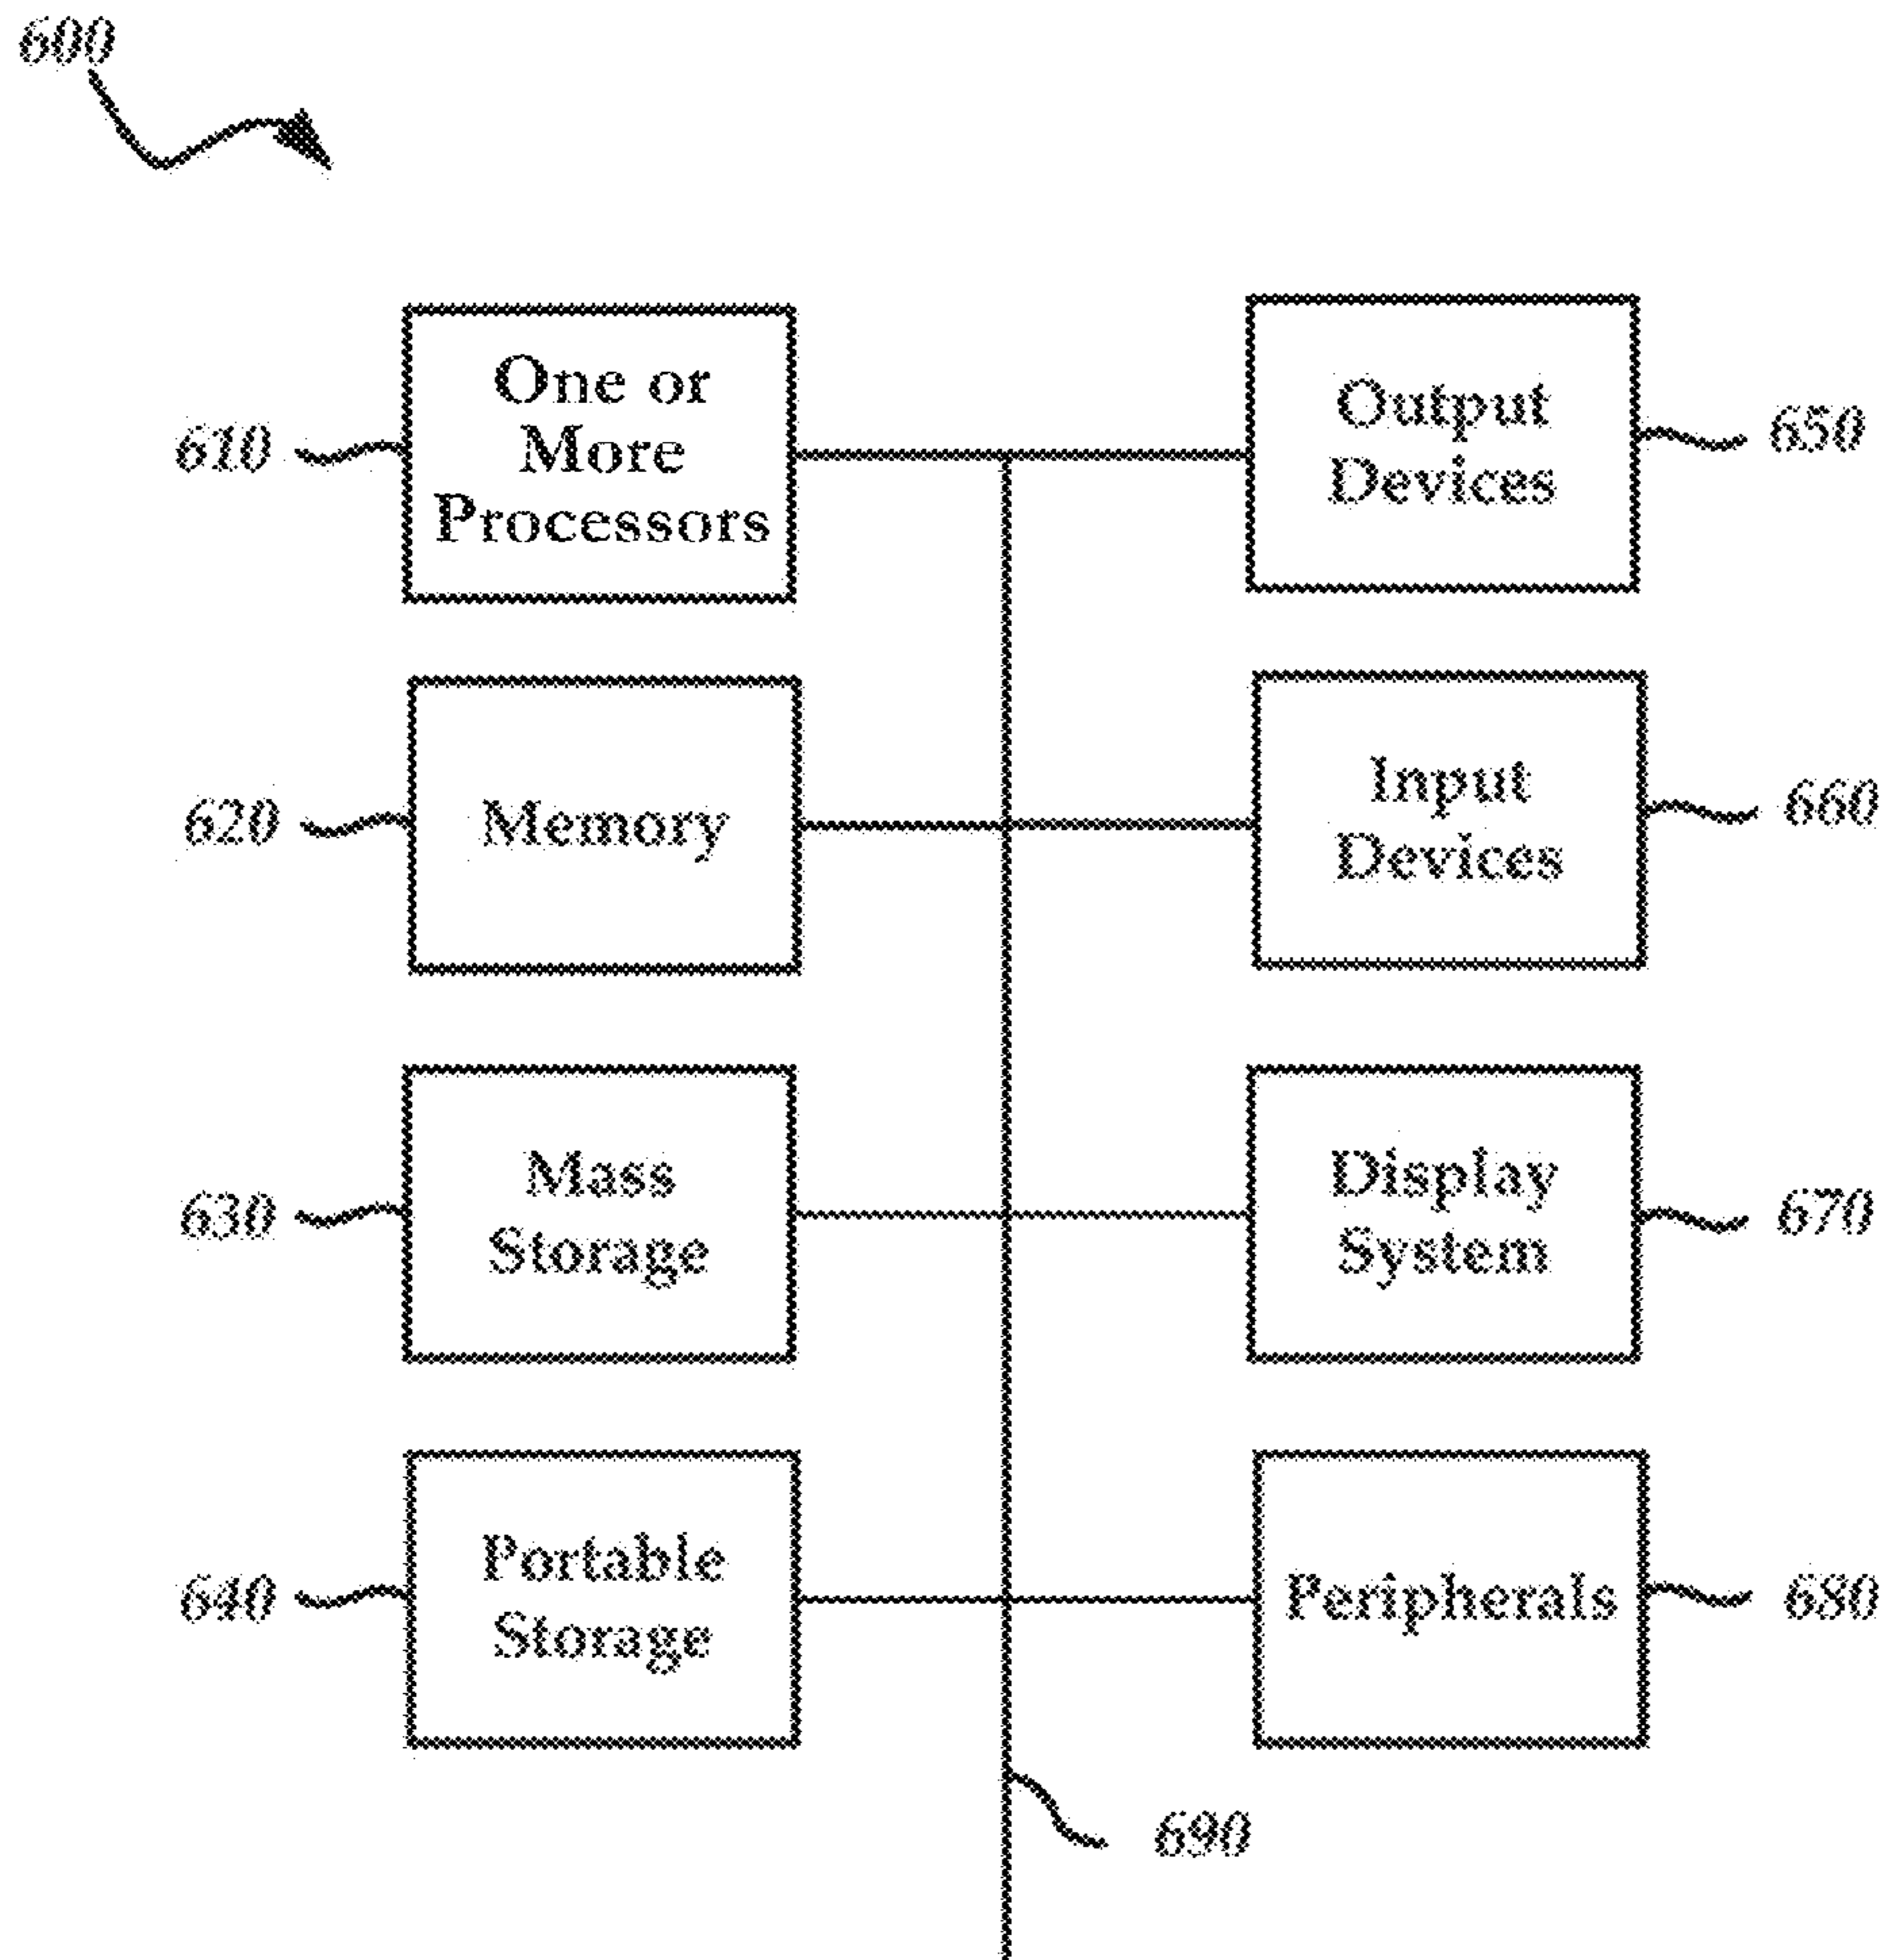 600
One or
More
Processors
610
Output
Devices
650
Memory
620
Input
Devices
660
Mass
Storage
630
Display
System
670
Portable
Storage
640
Peripherals
680
690